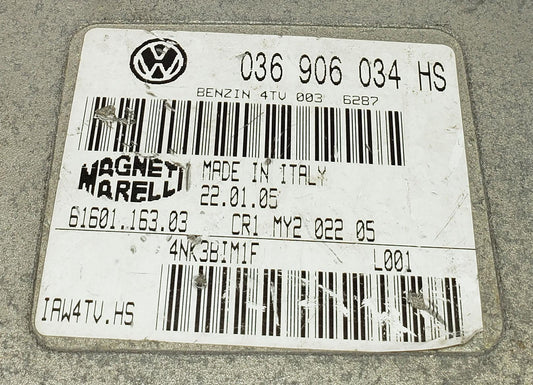 036 906 034 HS
BENZIN 4TV 003 6287
MAGNETI
MARELLI
MADE IN ITALY
22.01.05
61601.163.03 CR1 MY2 022 05
4NK3BIM1F L001
IAW4TV.HS